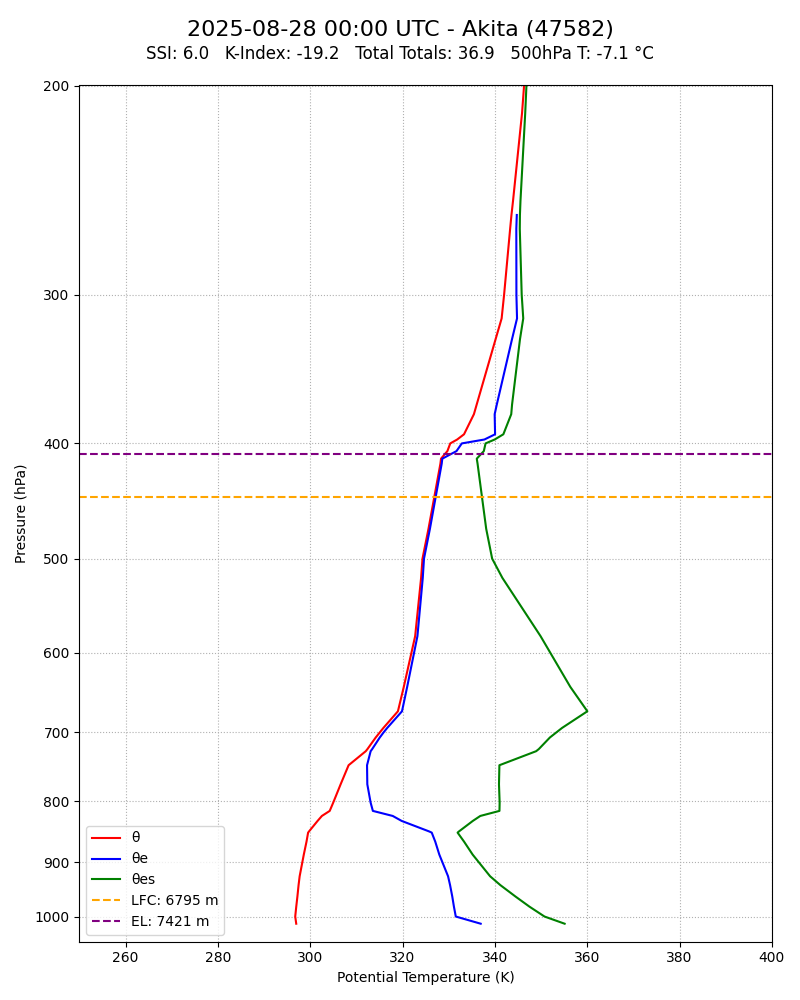 2025-08-28 00:00 UTC - Akita (47582)
SSI: 6.0 K-Index: -19.2 Total Totals: 36.9 500hPa T: -7.1 °C
200
300
400
500
600
700
800
900
1000
Pressure (hPa)
θ
θe
θes
LFC: 6795 m
EL: 7421 m
260 280 300 320 340 360 380 400
Potential Temperature (K)